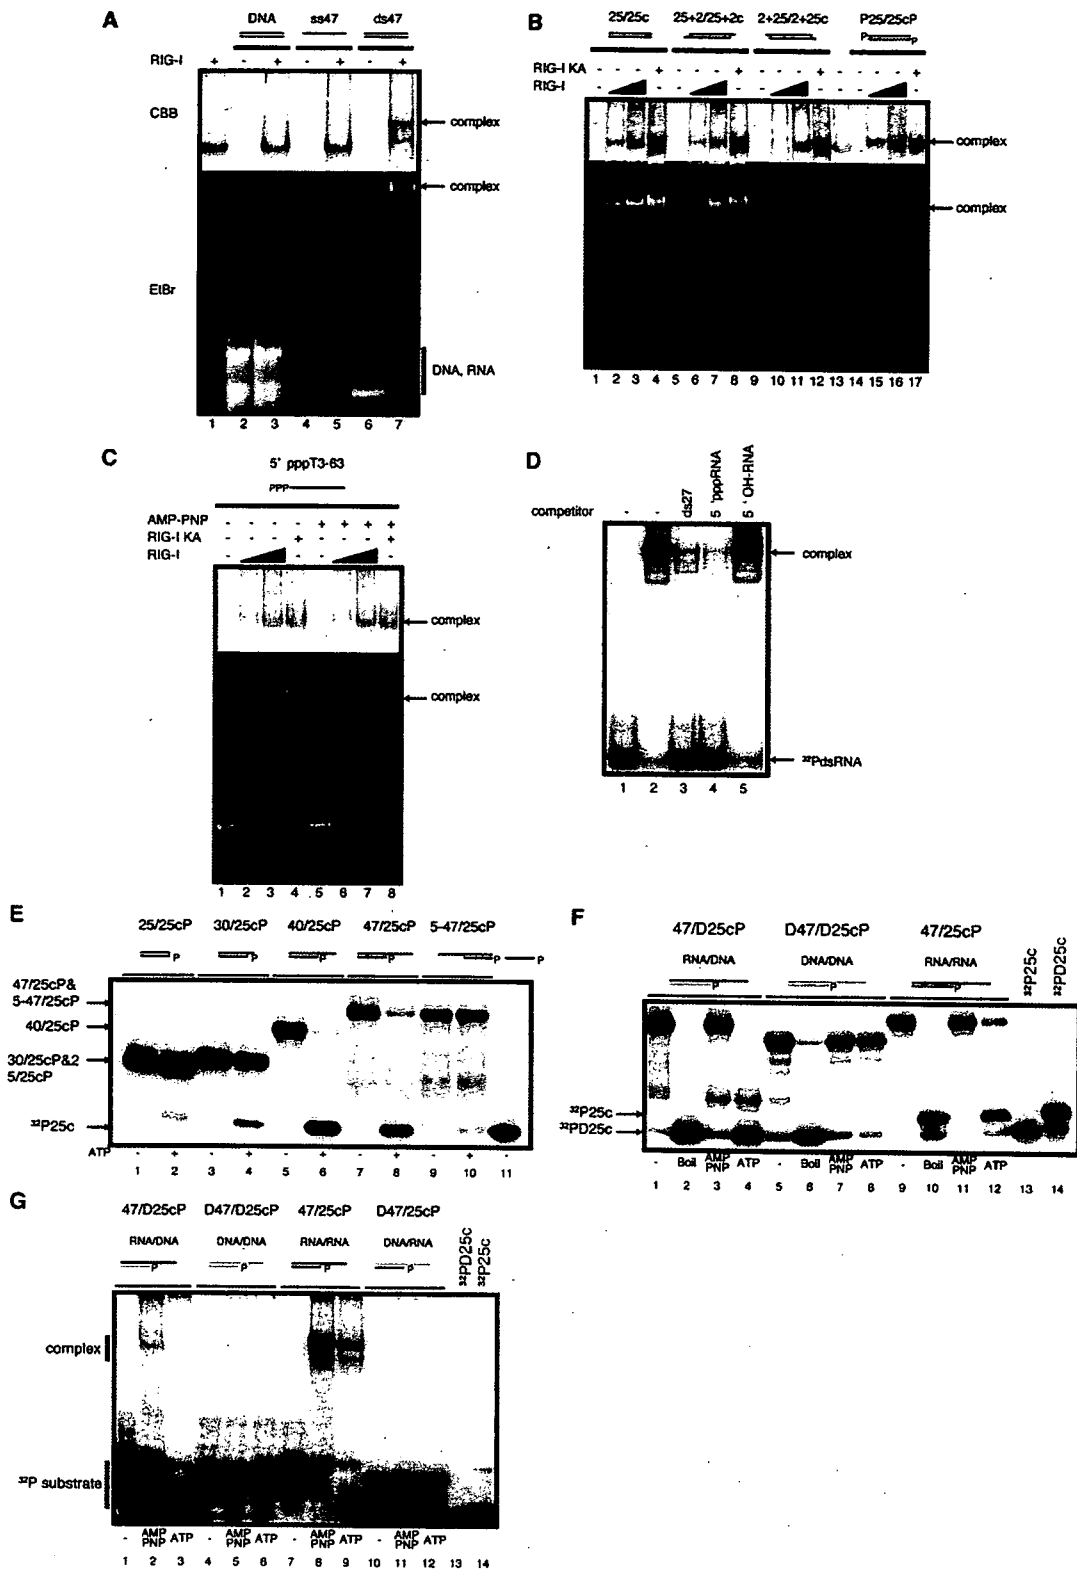 A
DNA ss47 ds47
RIG-I + - + - + - +
CBB
complex
complex
EtBr
DNA, RNA
1 2 3 4 5 6 7
B
25/25c 25+2/25+2c 2+25/2+25c P25/25cP
P P
RIG-I KA - - - + - - - + - - - + - - - - +
RIG-I
complex
complex
1 2 3 4 5 6 7 8 9 10 11 12 13 14 15 16 17
C
5' pppT3-63
PPP
AMP-PNP - - - - + + + +
RIG-I KA - - - + - - - +
RIG-I - - - -
complex
complex
1 2 3 4 5 6 7 8
D
competitor - - ds27 5'pppRNA 5'OH-RNA
complex
³²PdsRNA
1 2 3 4 5
E
25/25cP 30/25cP 40/25cP 47/25cP 5-47/25cP
P P P P P P
47/25cP&
5-47/25cP
40/25cP
30/25cP&2
5/25cP
³²P25c
ATP - + - + - + - + - +
1 2 3 4 5 6 7 8 9 10 11
F
47/D25cP D47/D25cP 47/25cP ³²P25c ³²PD25c
RNA/DNA DNA/DNA RNA/RNA
P P P
³²P25c
³²PD25c
- Boil AMP PNP ATP - Boil AMP PNP ATP - Boil AMP PNP ATP
1 2 3 4 5 6 7 8 9 10 11 12 13 14
G
47/D25cP D47/D25cP 47/25cP D47/25cP ³²PD25c ³²P25c
RNA/DNA DNA/DNA RNA/RNA DNA/RNA
P P P P
complex
³²P substrate
- AMP PNP ATP - AMP PNP ATP - AMP PNP ATP - AMP PNP ATP
1 2 3 4 5 6 7 8 9 10 11 12 13 14